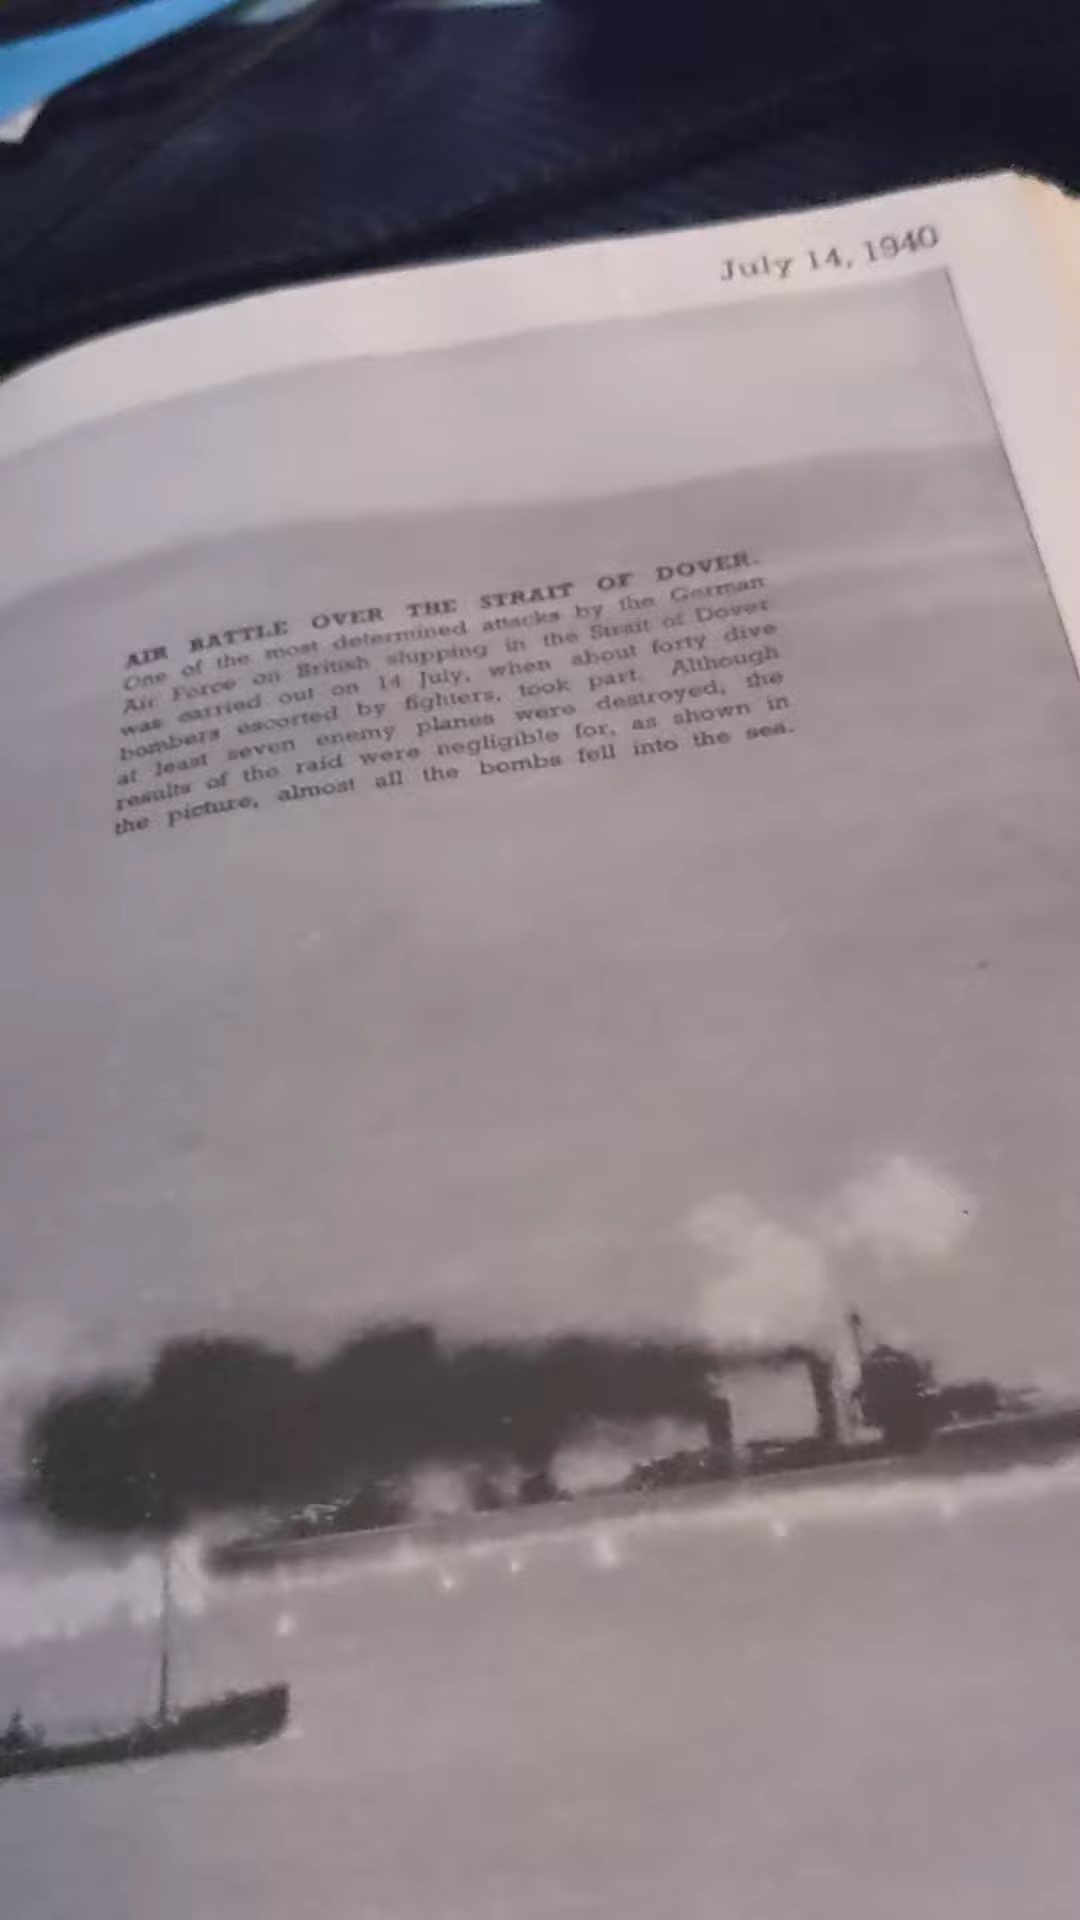 July 14, 1940
AIR BATTLE OVER THE STRAIT OF DOVER.
One of the most determined attacks by the German
Air Force on British shipping in the Strait of Dover
was carried out on 14 July, when about forty dive
bombers escorted by fighters, took part. Although
at least seven enemy planes were destroyed, the
results of the raid were negligible for, as shown in
the picture, almost all the bombs fell into the sea.